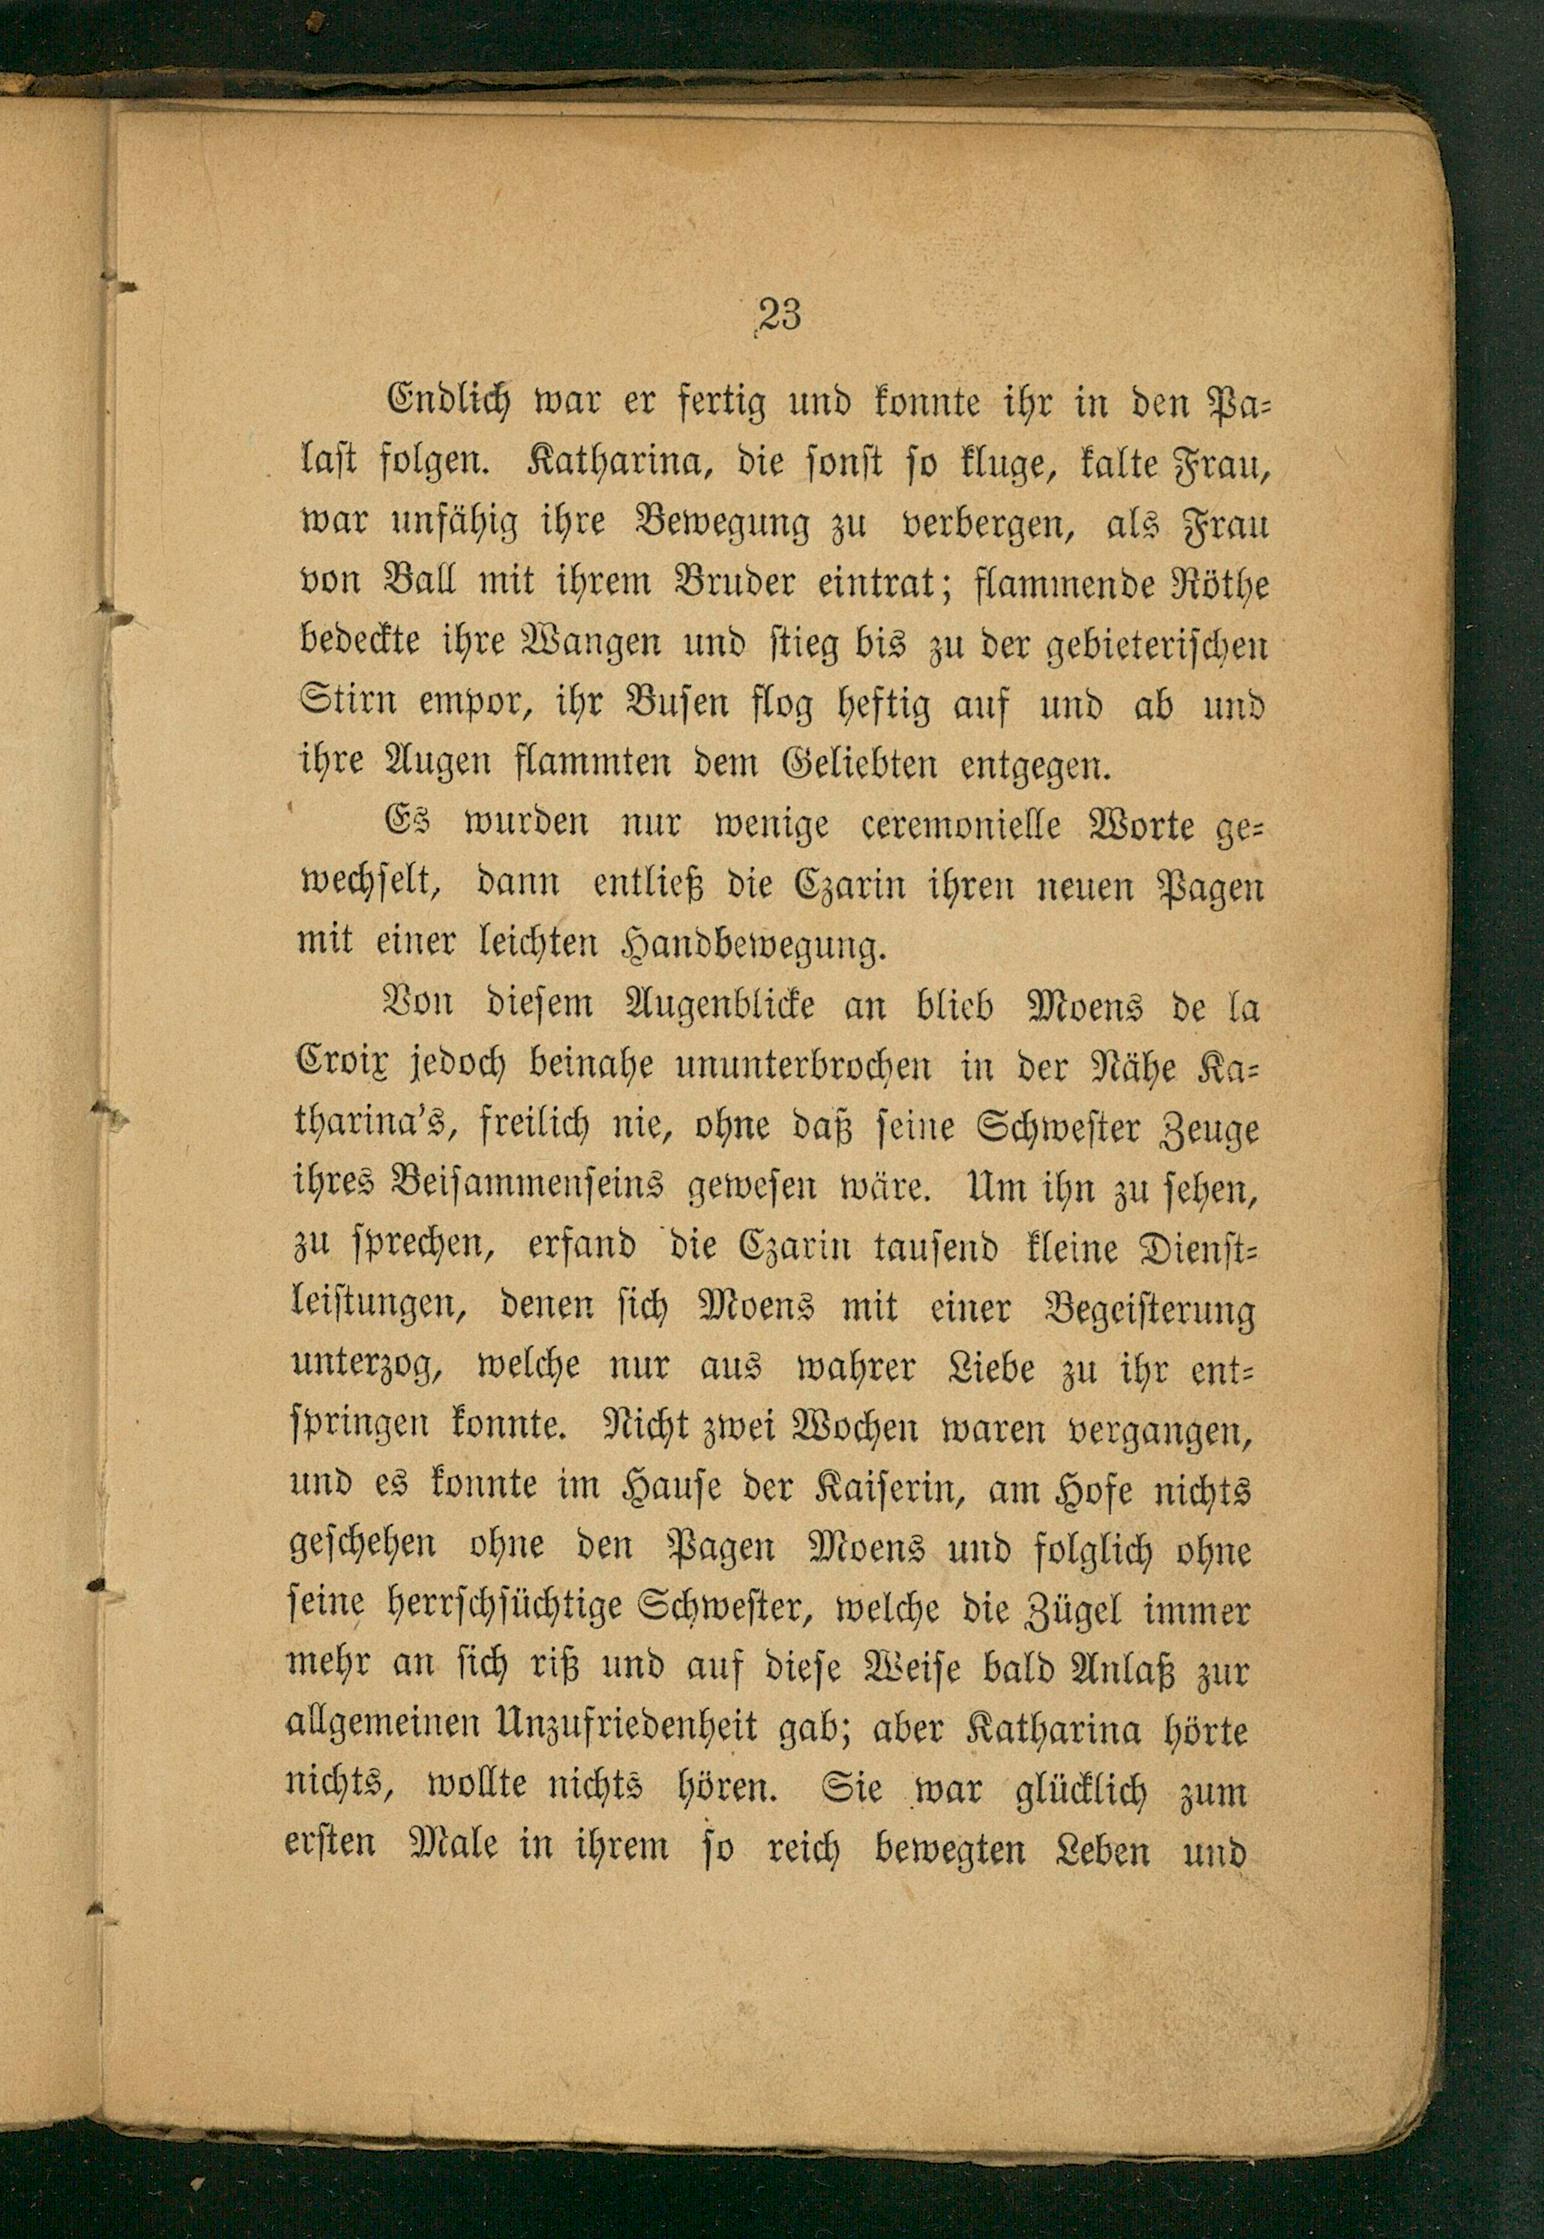 23
Endlich war er fertig und konnte ihr in den Pa-
last folgen. Katharina, die sonst so kluge, kalte Frau,
war unfähig ihre Bewegung zu verbergen, als Frau
von Ball mit ihrem Bruder eintrat; flammende Röthe
bedeckte ihre Wangen und stieg bis zu der gebieterischen
Stirn empor, ihr Busen flog heftig auf und ab und
ihre Augen flammten dem Geliebten entgegen.
Es wurden nur wenige ceremonielle Worte ge-
wechselt, dann entließ die Czarin ihren neuen Pagen
mit einer leichten Handbewegung.
Von diesem Augenblicke an blieb Moens de la
Croix jedoch beinahe ununterbrochen in der Nähe Ka-
tharina's, freilich nie, ohne daß seine Schwester Zeuge
ihres Beisammenseins gewesen wäre. Um ihn zu sehen,
zu sprechen, erfand die Czarin tausend kleine Dienst-
leistungen, denen sich Moens mit einer Begeisterung
unterzog, welche nur aus wahrer Liebe zu ihr ent-
springen konnte. Nicht zwei Wochen waren vergangen,
und es konnte im Hause der Kaiserin, am Hofe nichts
geschehen ohne den Pagen Moens und folglich ohne
seine herrschsüchtige Schwester, welche die Zügel immer
mehr an sich riß und auf diese Weise bald Anlaß zur
allgemeinen Unzufriedenheit gab; aber Katharina hörte
nichts, wollte nichts hören. Sie war glücklich zum
ersten Male in ihrem so reich bewegten Leben und